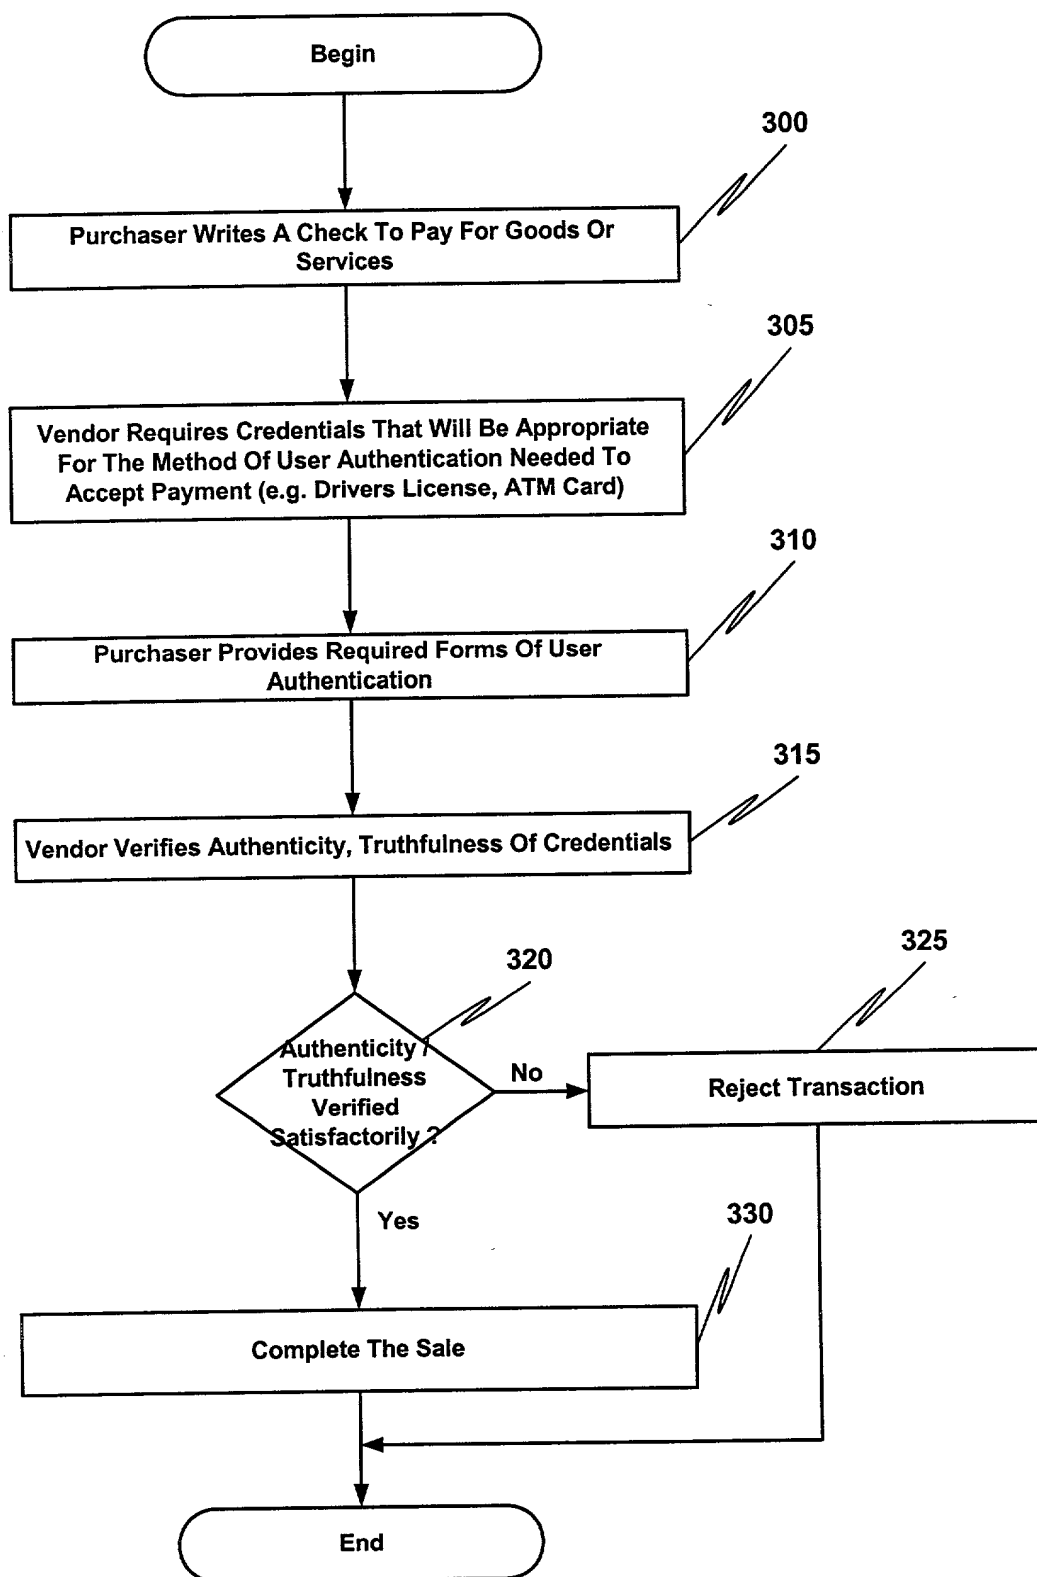 Begin
300
Purchaser Writes A Check To Pay For Goods Or
Services
305
Vendor Requires Credentials That Will Be Appropriate
For The Method Of User Authentication Needed To
Accept Payment (e.g. Drivers License, ATM Card)
310
Purchaser Provides Required Forms Of User
Authentication
315
Vendor Verifies Authenticity, Truthfulness Of Credentials
320
325
Authenticity /
Truthfulness
Verified
Satisfactorily ?
No
Reject Transaction
Yes
330
Complete The Sale
End